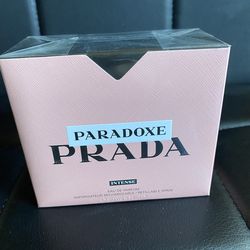 PARADOXE
PRADA
INTENSE
EAU DE PARFUM
VAPORISATEUR RECHARGEABLE / REFILLABLE SPRAY